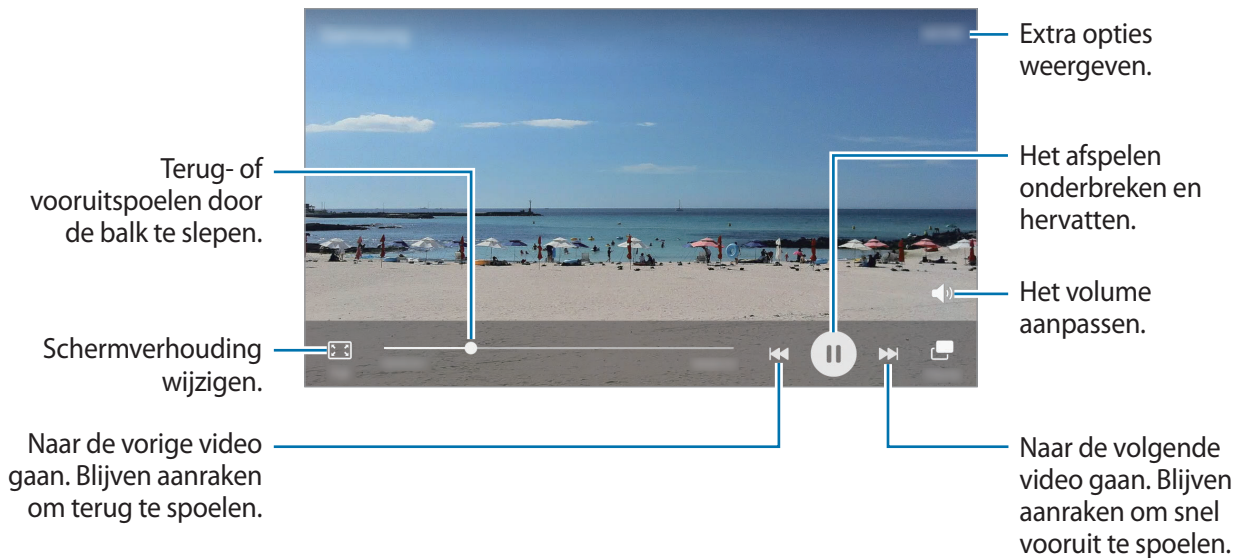 Extra opties
weergeven.
Terug- of
vooruitspoelen door
de balk te slepen.
Het afspelen
onderbreken en
hervatten.
Het volume
aanpassen.
Schermverhouding
wijzigen.
Naar de vorige video
gaan. Blijven aanraken
om terug te spoelen.
Naar de volgende
video gaan. Blijven
aanraken om snel
vooruit te spoelen.